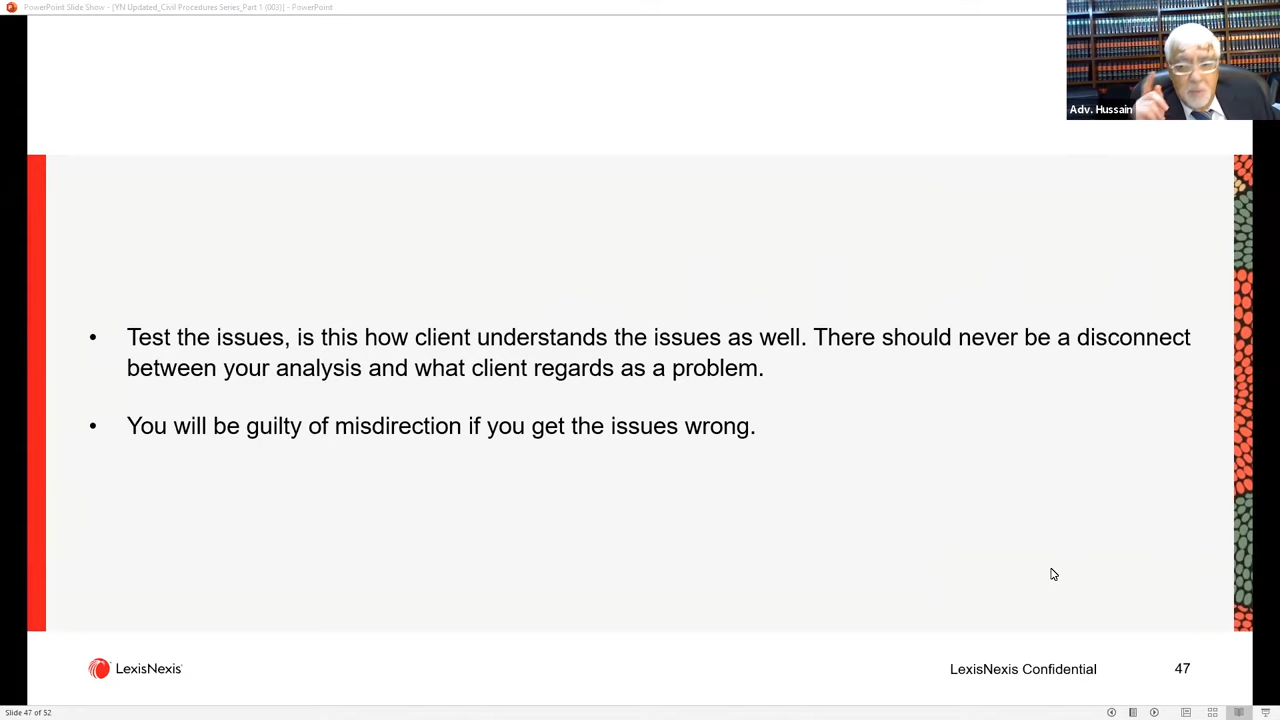 PowerPoint Slide Show - [YN Updated_Civil Procedures Series_Part 1 (003)] - PowerPoint
Adv. Hussain
• Test the issues, is this how client understands the issues as well. There should never be a disconnect
between your analysis and what client regards as a problem.
• You will be guilty of misdirection if you get the issues wrong.
LexisNexis
LexisNexis Confidential
47
Slide 47 of 52